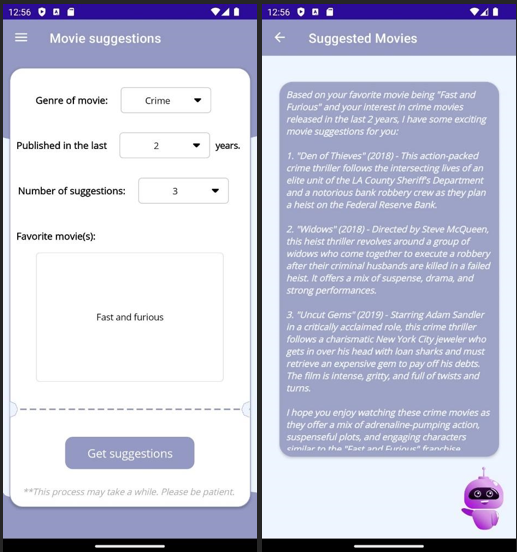 12:56
Movie suggestions
Genre of movie: Crime
Published in the last 2 years.
Number of suggestions: 3
Favorite movie(s):
Fast and furious
Get suggestions
**This process may take a while. Please be patient.
12:56
Suggested Movies
Based on your favorite movie being "Fast and
Furious" and your interest in crime movies
released in the last 2 years, I have some exciting
movie suggestions for you:
1. "Den of Thieves" (2018) - This action-packed
crime thriller follows the intersecting lives of an
elite unit of the LA County Sheriff's Department
and a notorious bank robbery crew as they plan
a heist on the Federal Reserve Bank.
2. "Widows" (2018) - Directed by Steve McQueen,
this heist thriller revolves around a group of
widows who come together to execute a robbery
after their criminal husbands are killed in a failed
heist. It offers a mix of suspense, drama, and
strong performances.
3. "Uncut Gems" (2019) - Starring Adam Sandler
in a critically acclaimed role, this crime thriller
follows a charismatic New York City jeweler who
gets in over his head with loan sharks and must
retrieve an expensive gem to pay off his debts.
The film is intense, gritty, and full of twists and
turns.
I hope you enjoy watching these crime movies as
they offer a mix of adrenaline-pumping action,
suspenseful plots, and engaging characters
similar to the "Fast and Furious" franchise.